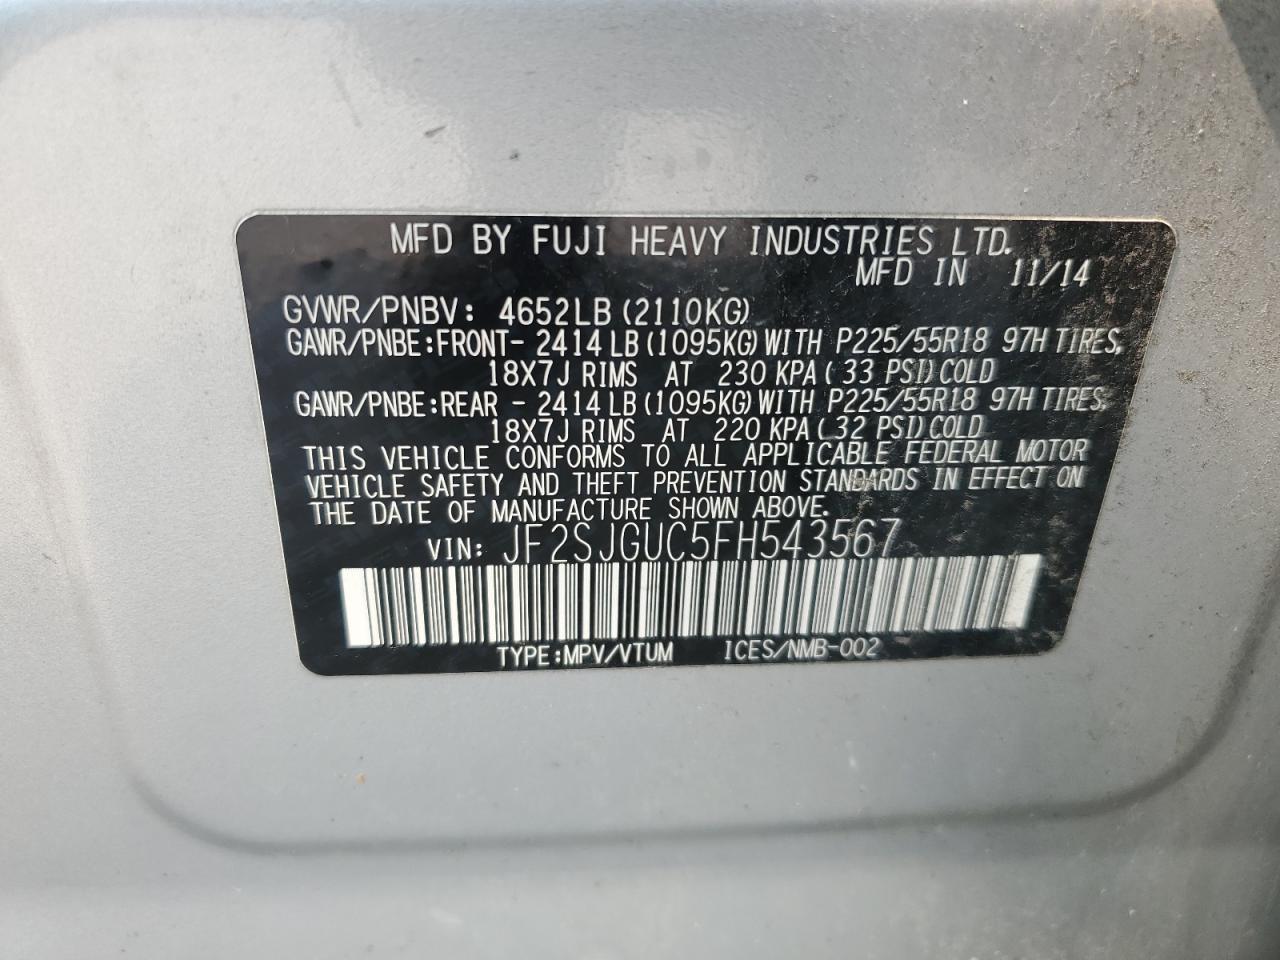 MFD BY FUJI HEAVY INDUSTRIES LTD.
MFD IN 11/14
GVWR/PNBV: 4652LB (2110KG)
GAWR/PNBE:FRONT- 2414 LB (1095KG) WITH P225/55R18 97H TIRES,
18X7J RIMS AT 230 KPA ( 33 PSI) COLD
GAWR/PNBE:REAR - 2414 LB (1095KG) WITH P225/55R18 97H TIRES,
18X7J RIMS AT 220 KPA ( 32 PSI) COLD
THIS VEHICLE CONFORMS TO ALL APPLICABLE FEDERAL MOTOR
VEHICLE SAFETY AND THEFT PREVENTION STANDARDS IN EFFECT ON
THE DATE OF MANUFACTURE SHOWN ABOVE.
VIN: JF2SJGUC5FH543567
TYPE:MPV/VTUM ICES/NMB-002